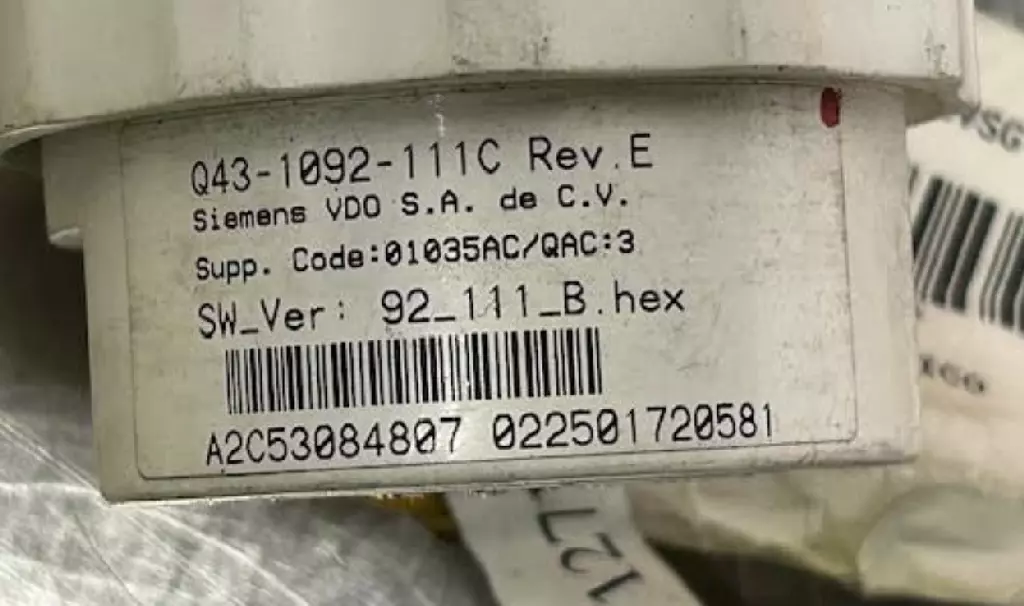 Q43-1092-111C Rev.E
Siemens VDO S.A. de C.V.
Supp. Code:01035AC/QAC:3
SW_Ver: 92_111_B.hex
A2C53084807 022501720581